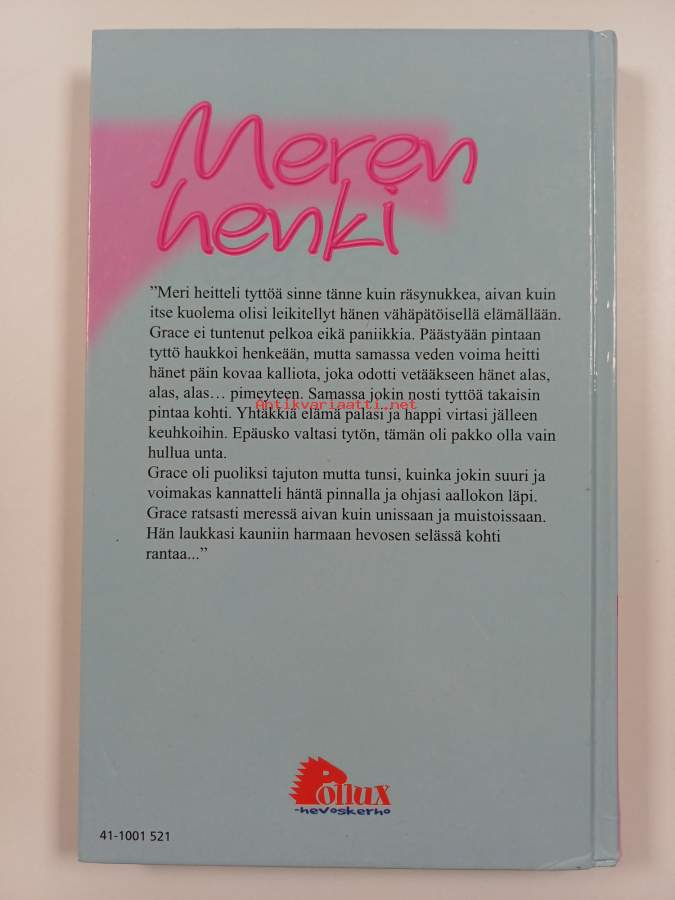 Meren
henki
”Meri heitteli tyttöä sinne tänne kuin räsynukkea, aivan kuin
itse kuolema olisi leikitellyt hänen vähäpätöisellä elämällään.
Grace ei tuntenut pelkoa eikä paniikkia. Päästyään pintaan
tyttö haukkoi henkeään, mutta samassa veden voima heitti
hänet päin kovaa kalliota, joka odotti vetääkseen hänet alas,
alas, alas… pimeyteen. Samassa jokin nosti tyttöä takaisin
Antikvariaatti.net
pintaa kohti. Yhtäkkiä elämä palasi ja happi virtasi jälleen
keuhkoihin. Epäusko valtasi tytön, tämän oli pakko olla vain
hullua unta.
Grace oli puoliksi tajuton mutta tunsi, kuinka jokin suuri ja
voimakas kannatteli häntä pinnalla ja ohjasi aallokon läpi.
Grace ratsasti meressä aivan kuin unissaan ja muistoissaan.
Hän laukkasi kauniin harmaan hevosen selässä kohti
rantaa...”
Pollux
-hevoskerho
41-1001 521